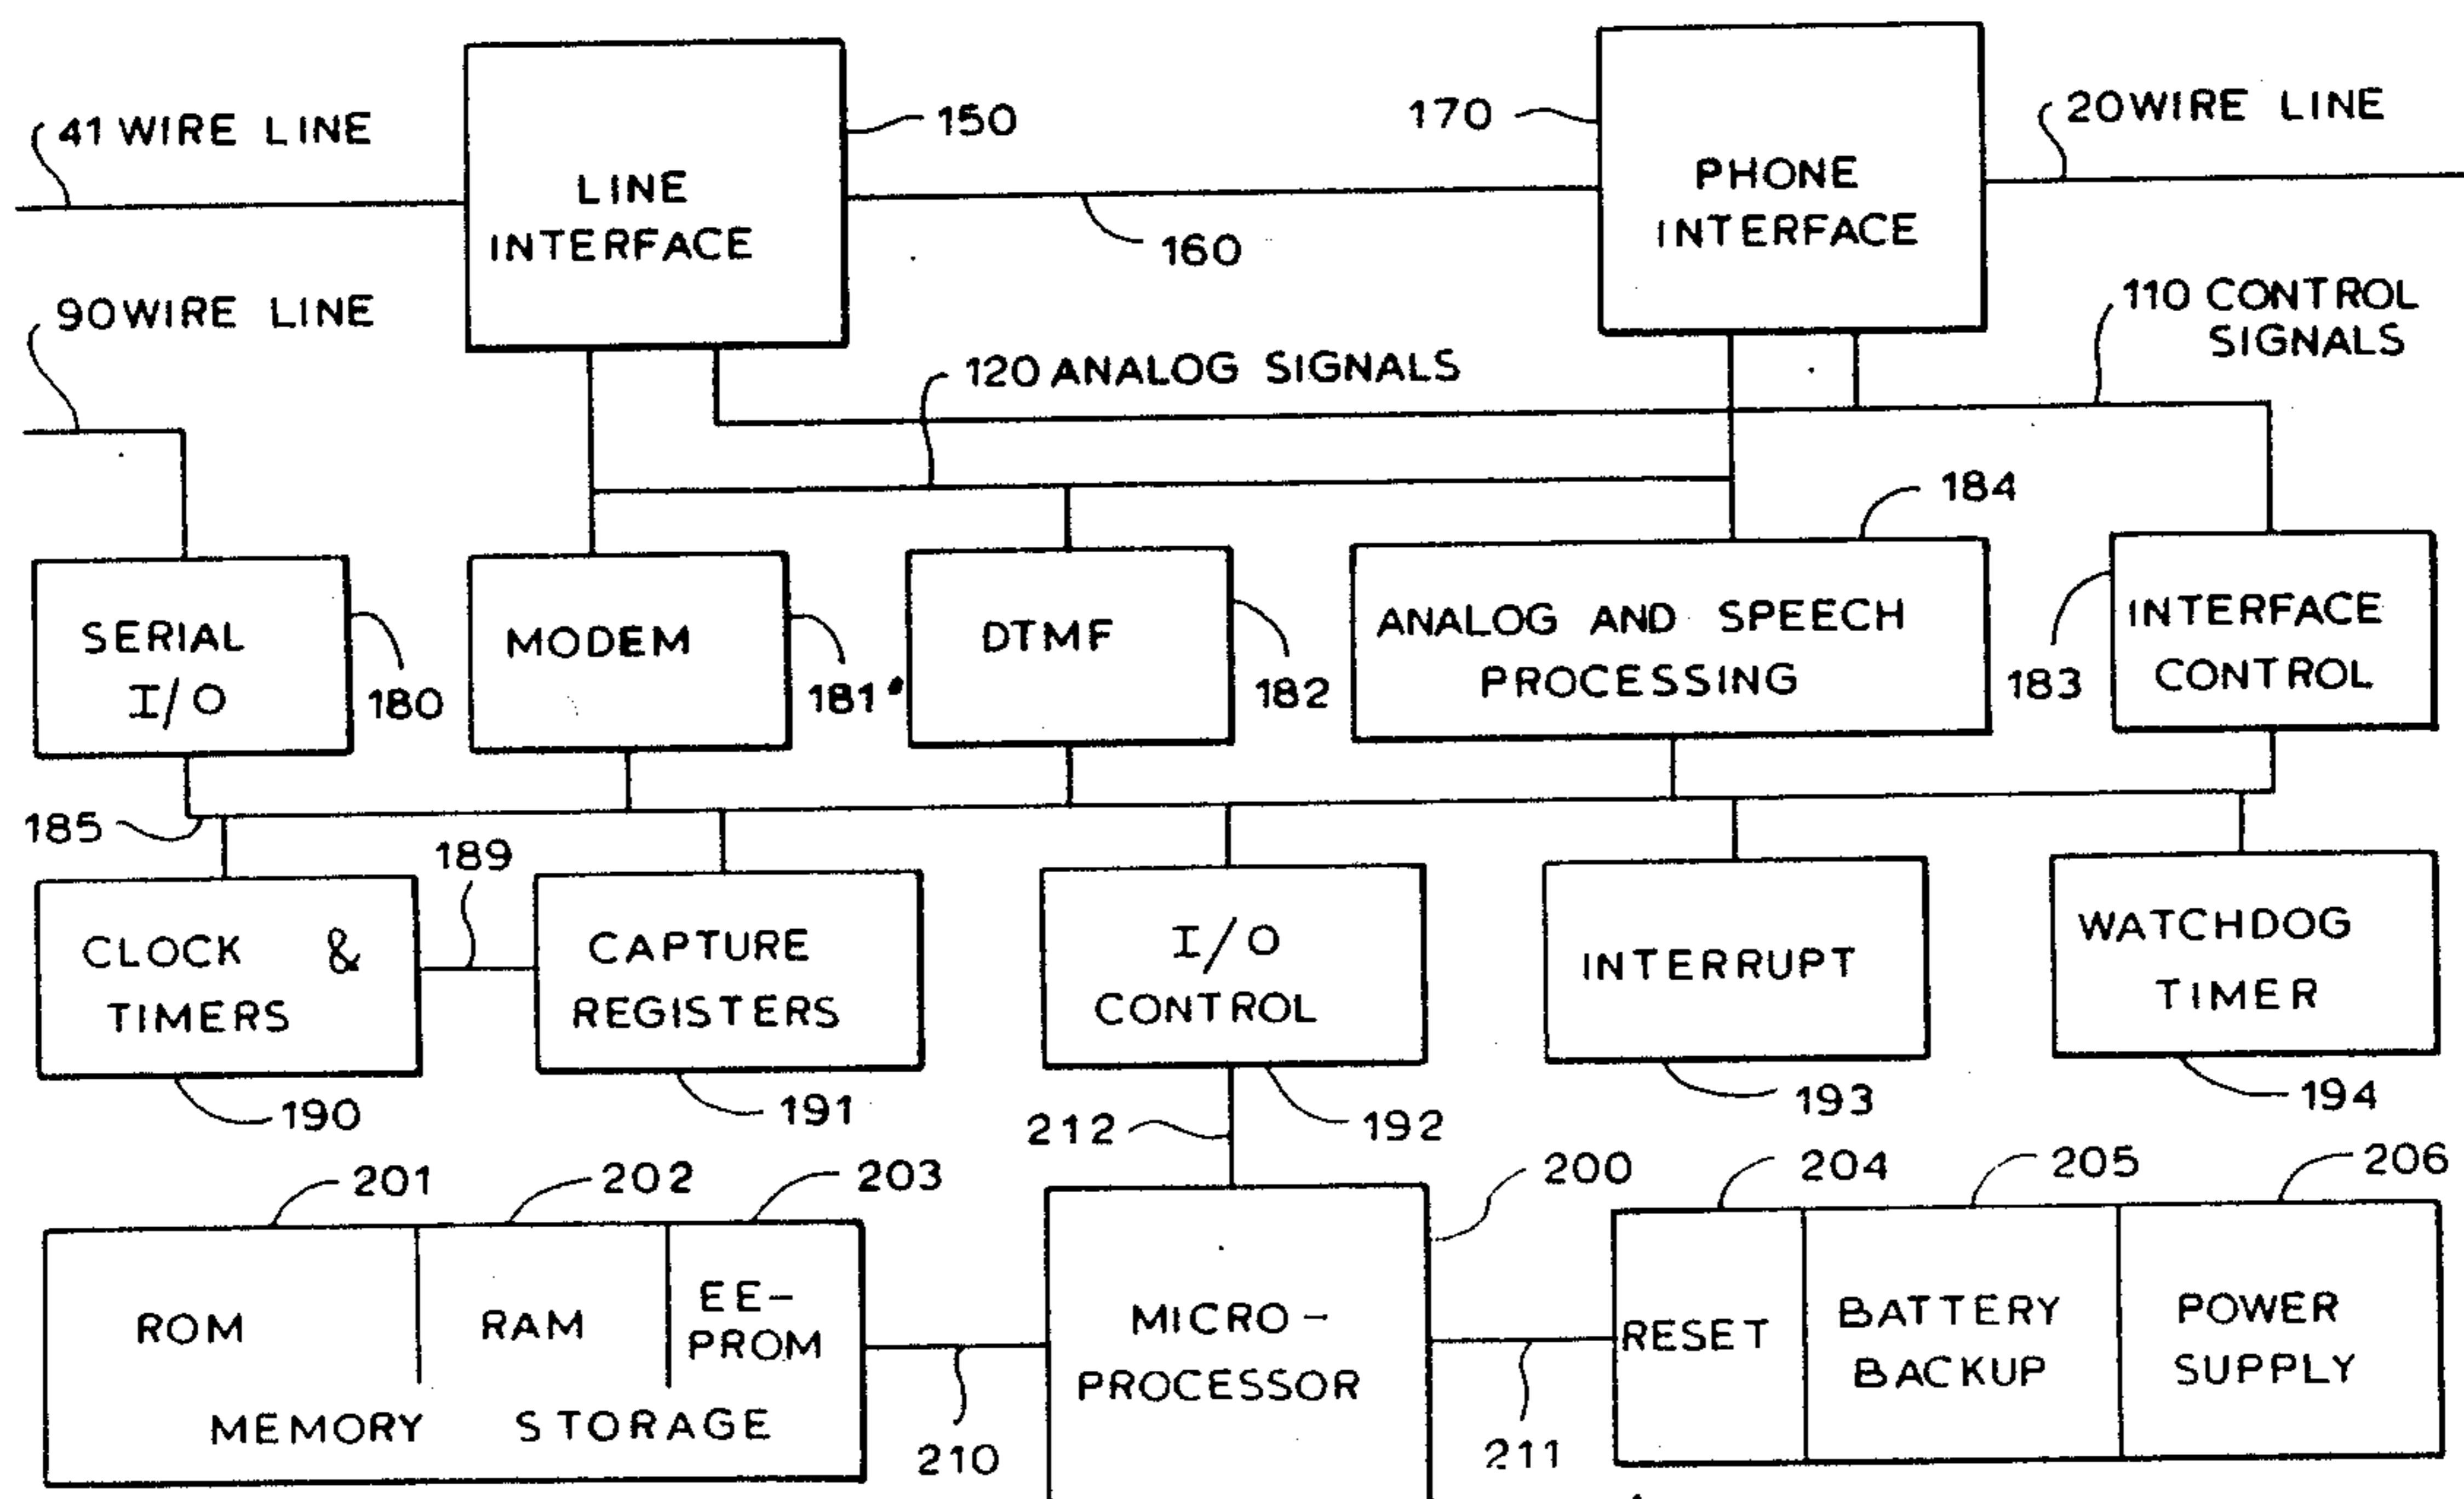 41 WIRE LINE
LINE
INTERFACE
150
160
170
PHONE
INTERFACE
20 WIRE LINE
90 WIRE LINE
120 ANALOG SIGNALS
110 CONTROL
SIGNALS
SERIAL
I/O
180
MODEM
181
DTMF
182
ANALOG AND SPEECH
PROCESSING
184
INTERFACE
CONTROL
183
185
CLOCK &
TIMERS
190
189
CAPTURE
REGISTERS
191
I/O
CONTROL
192
INTERRUPT
193
WATCHDOG
TIMER
194
212
201
202
203
ROM
RAM
EE-
PROM
MEMORY STORAGE
210
MICRO-
PROCESSOR
200
211
204
205
206
RESET
BATTERY
BACKUP
POWER
SUPPLY